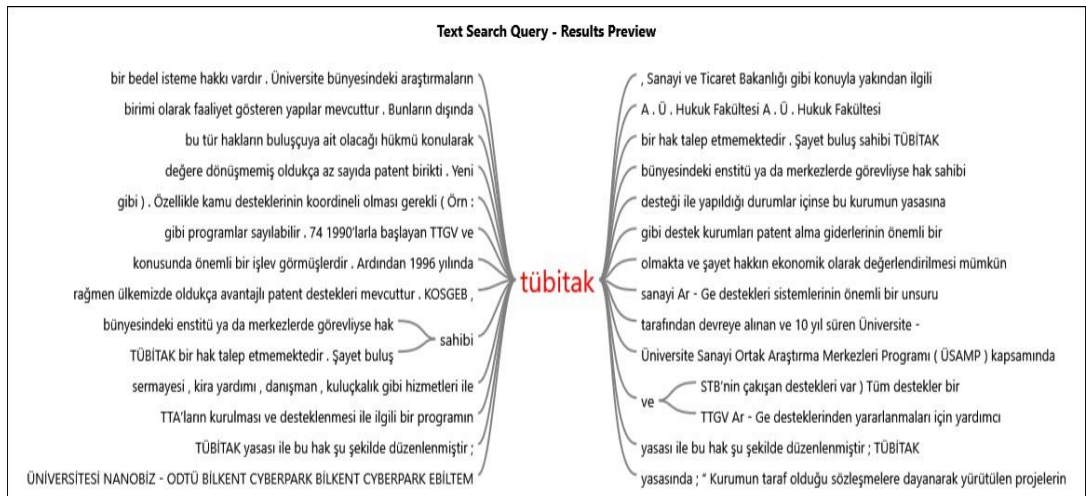 Text Search Query - Results Preview
bir bedel isteme hakkı vardır . Üniversite bünyesindeki araştırmaların
birimi olarak faaliyet gösteren yapılar mevcuttur . Bunların dışında
bu tür hakların buluşçuya ait olacağı hükmü konularak
değere dönüşmemiş oldukça az sayıda patent birikti . Yeni
gibi ) . Özellikle kamu desteklerinin koordineli olması gerekli ( Örn :
gibi programlar sayılabilir . 74 1990'larla başlayan TTGV ve
konusunda önemli bir işlev görmüşlerdir . Ardından 1996 yılında
rağmen ülkemizde oldukça avantajlı patent destekleri mevcuttur . KOSGEB ,
bünyesindeki enstitü ya da merkezlerde görevliyse hak
sahibi
TÜBİTAK bir hak talep etmemektedir . Şayet buluş
sermayesi , kira yardımı , danışman , kuluçkalık gibi hizmetleri ile
TTA'ların kurulması ve desteklenmesi ile ilgili bir programın
TÜBİTAK yasası ile bu hak şu şekilde düzenlenmiştir ;
ÜNİVERSİTESİ NANOBİZ - ODTÜ BİLKENT CYBERPARK BİLKENT CYBERPARK EBİLTEM
tübitak
, Sanayi ve Ticaret Bakanlığı gibi konuyla yakından ilgili
A . Ü . Hukuk Fakültesi A . Ü . Hukuk Fakültesi
bir hak talep etmemektedir . Şayet buluş sahibi TÜBİTAK
bünyesindeki enstitü ya da merkezlerde görevliyse hak sahibi
desteği ile yapıldığı durumlar içinse bu kurumun yasasına
gibi destek kurumları patent alma giderlerinin önemli bir
olmakta ve şayet hakkın ekonomik olarak değerlendirilmesi mümkün
sanayi Ar - Ge destekleri sistemlerinin önemli bir unsuru
tarafından devreye alınan ve 10 yıl süren Üniversite -
Üniversite Sanayi Ortak Araştırma Merkezleri Programı ( ÜSAMP ) kapsamında
ve
STB'nin çakışan destekleri var ) Tüm destekler bir
TTGV Ar - Ge desteklerinden yararlanmaları için yardımcı
yasası ile bu hak şu şekilde düzenlenmiştir ; TÜBİTAK
yasasında ; “ Kurumun taraf olduğu sözleşmelere dayanarak yürütülen projelerin